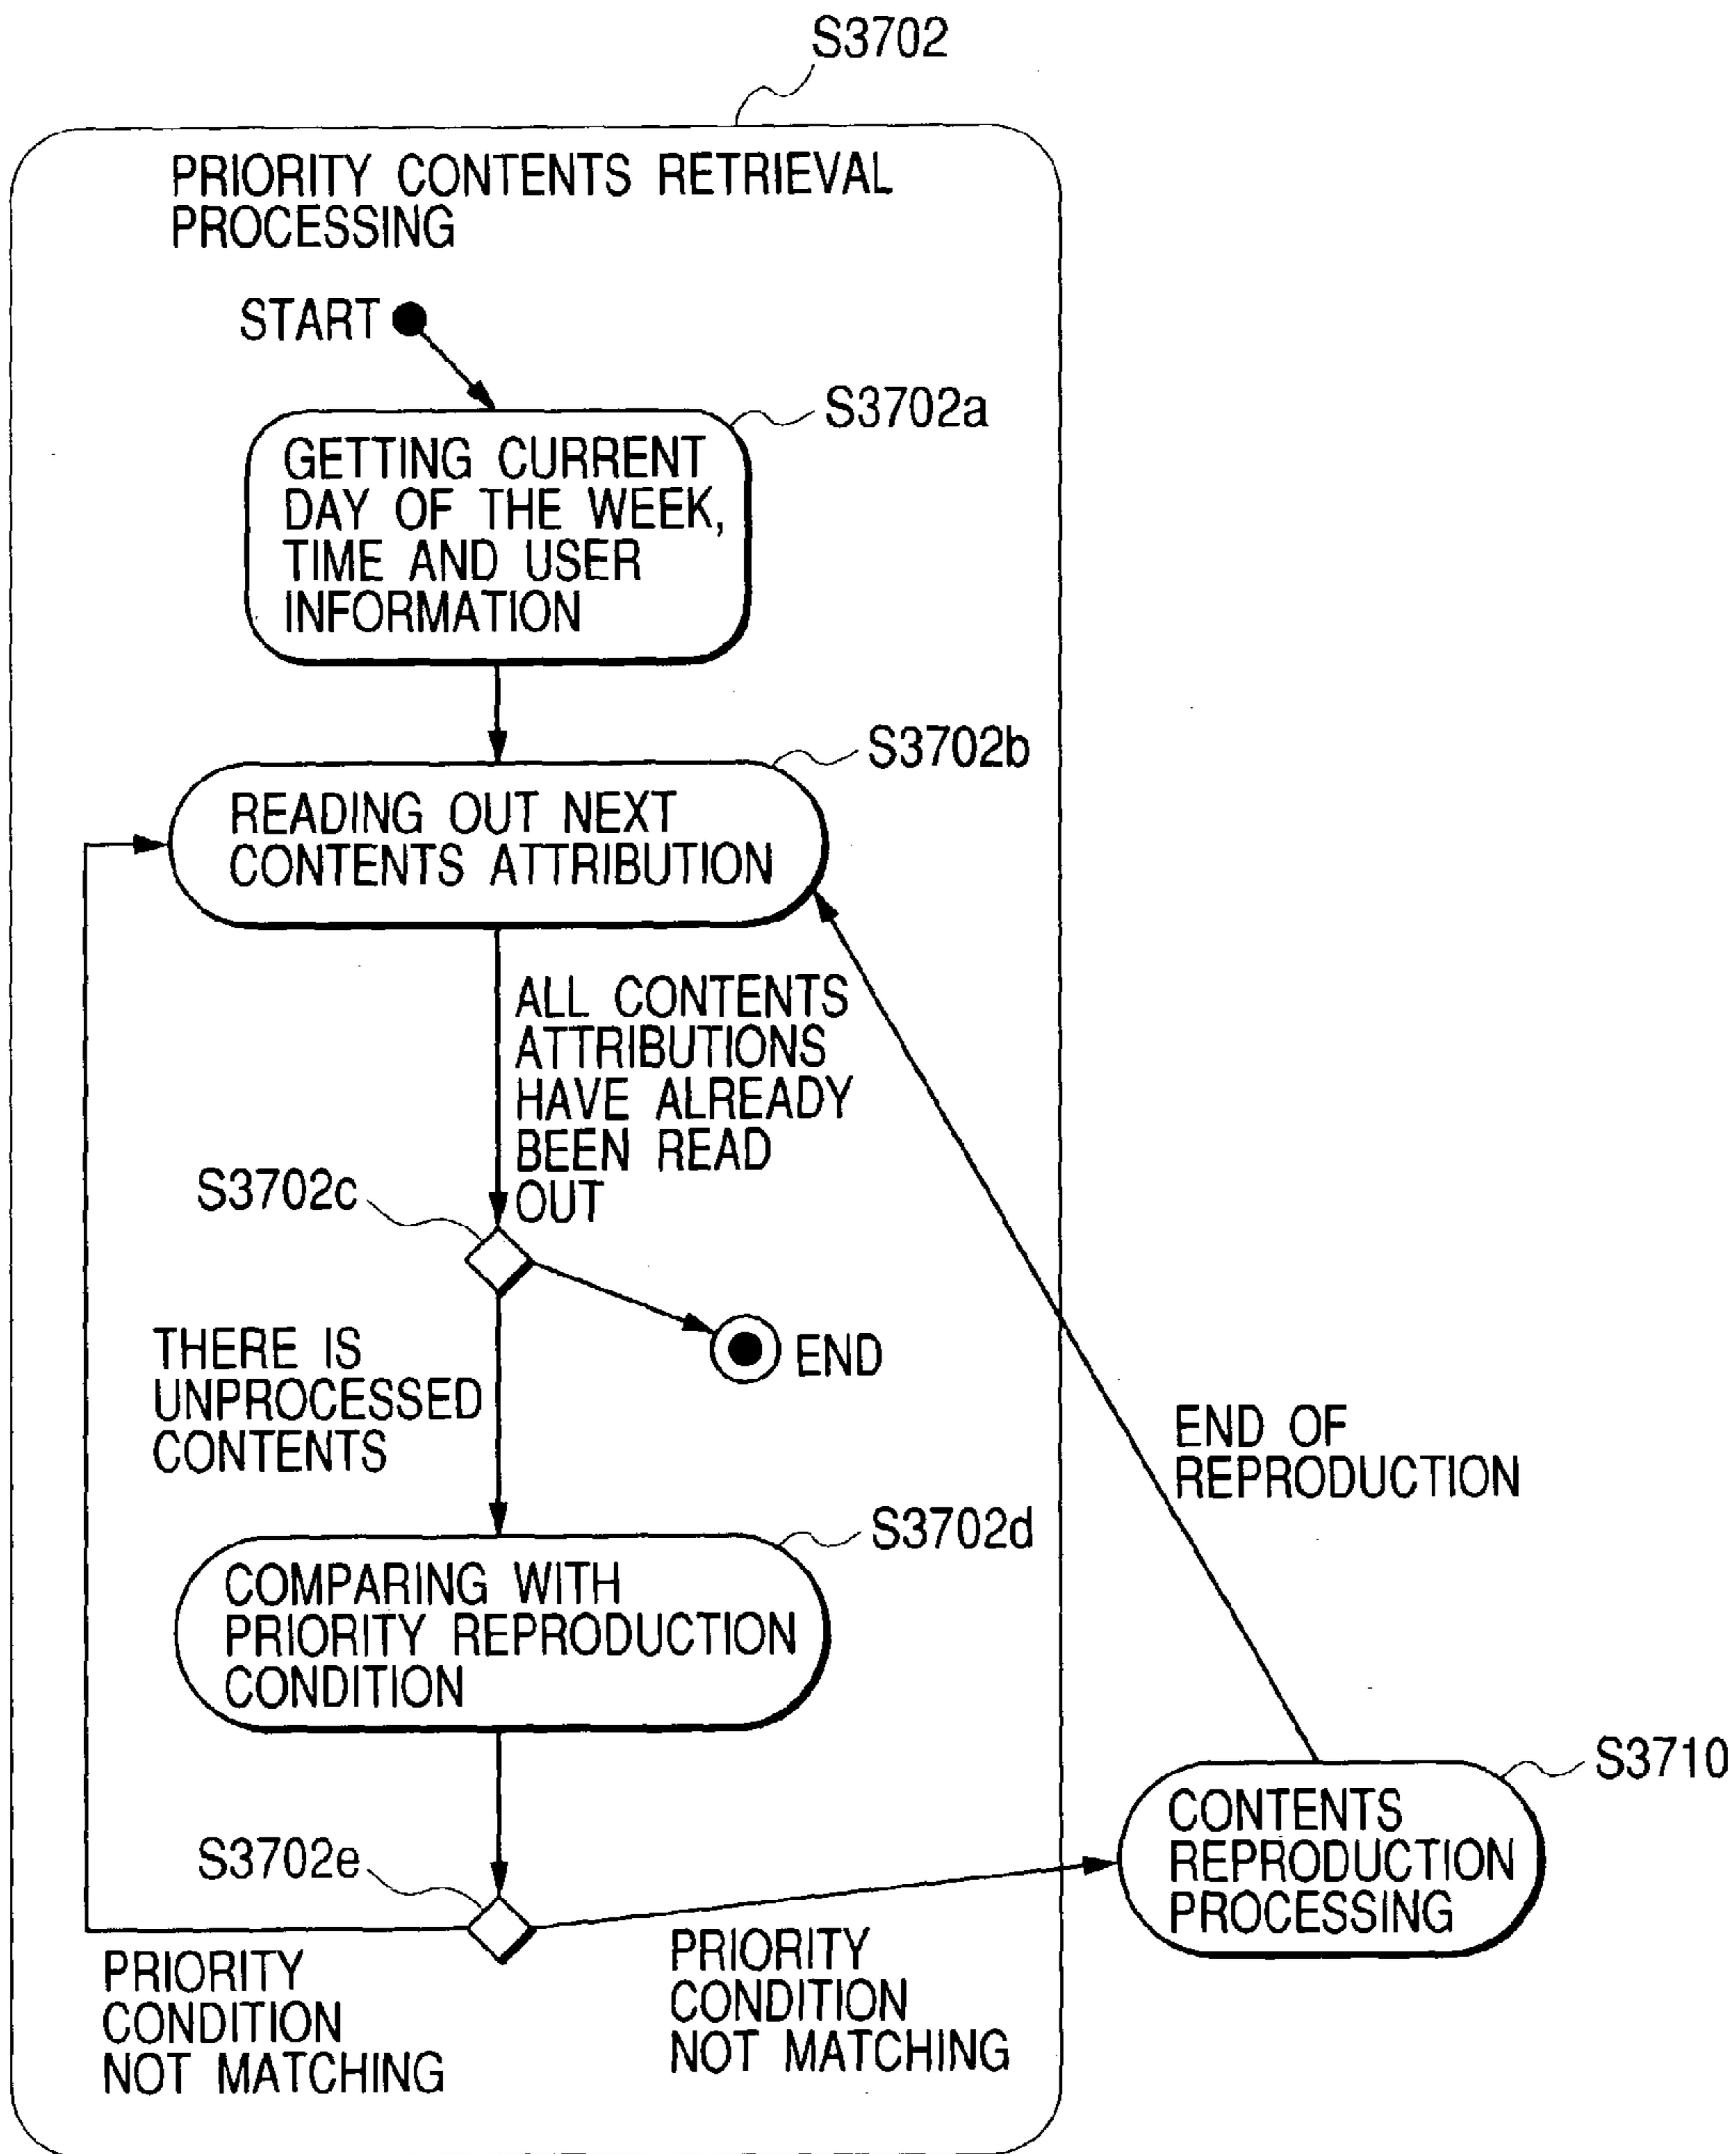 S3702
PRIORITY CONTENTS RETRIEVAL
PROCESSING
START
S3702a
GETTING CURRENT
DAY OF THE WEEK,
TIME AND USER
INFORMATION
S3702b
READING OUT NEXT
CONTENTS ATTRIBUTION
ALL CONTENTS
ATTRIBUTIONS
HAVE ALREADY
BEEN READ
OUT
S3702c
END
THERE IS
UNPROCESSED
CONTENTS
END OF
REPRODUCTION
S3702d
COMPARING WITH
PRIORITY REPRODUCTION
CONDITION
S3710
CONTENTS
REPRODUCTION
PROCESSING
S3702e
PRIORITY
CONDITION
NOT MATCHING
PRIORITY
CONDITION
NOT MATCHING